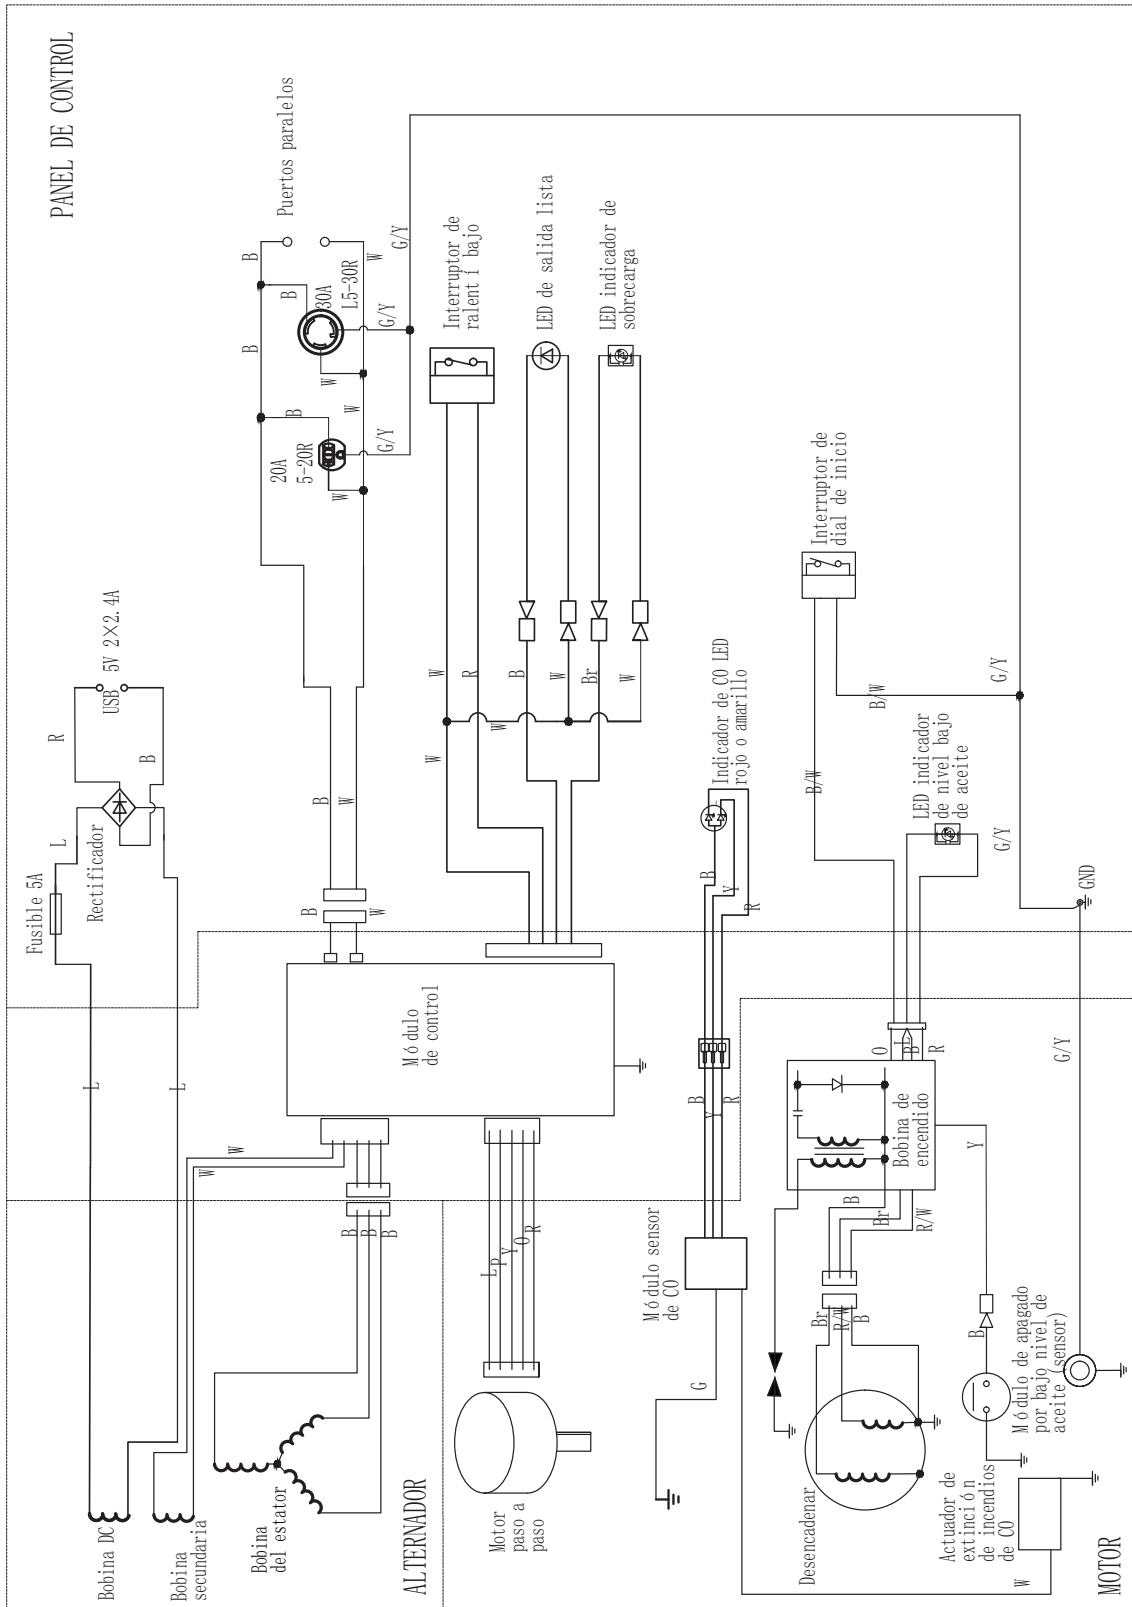 PANEL DE CONTROL
Puertos paralelos
B
W
G/Y
B
30A
L5-30R
B
W
G/Y
W
B
20A
5-20R
W
G/Y
Interruptor de
ralentí bajo
LED de salida lista
LED indicador de
sobrecarga
5V 2×2.4A
USB
R
B
L
Rectificador
Fusible 5A
B
W
B
W
W
R
B
W
Br
W
W
W
Interruptor de
dial de inicio
B/W
B/W
G/Y
Indicador de CO LED
rojo o amarillo
B
Y
R
LED indicador
de nivel bajo
de aceite
G/Y
GND
Módulo
de control
L
L
W
W
B
Y
R
O
L
P
B
R
G/Y
Bobina de
encendido
Y
B
B
B
L
P
Y
O
R
B
Br
R/W
Módulo sensor
de CO
G
Br
R/W
B
B
Módulo de apagado
por bajo nivel de
aceite (sensor)
Bobina DC
Bobina
secundaria
Bobina
del estator
ALTERNADOR
Motor
paso a
paso
Desencadenar
Actuador de
extinción
de incendios
de CO
W
MOTOR